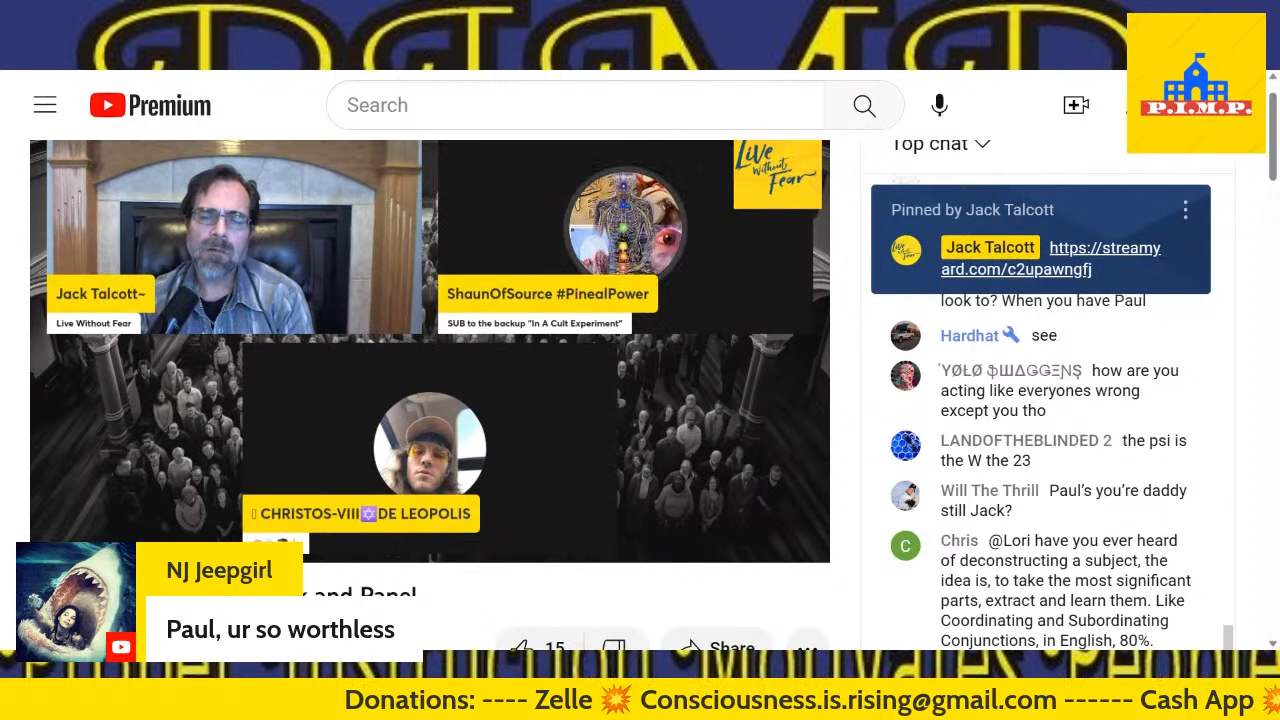 P.I.M.P.
Premium
Search
P.I.M.P.
Live
Without
Fear
Jack Talcott~
Live Without Fear
ShaunOfSource #PinealPower
SUB to the backup "In A Cult Experiment"
CHRISTOS-VIII🔯DE LEOPOLIS
Top chat
Pinned by Jack Talcott
Jack Talcott https://streamy
ard.com/c2upawngfj
look to? When you have Paul
Hardhat see
ÝØŁØ ֆШΔGGΞƝŞ how are you
acting like everyones wrong
except you tho
LANDOFTHEBLINDED 2 the psi is
the W the 23
Will The Thrill Paul's you're daddy
still Jack?
C
Chris @Lori have you ever heard
of deconstructing a subject, the
idea is, to take the most significant
parts, extract and learn them. Like
Coordinating and Subordinating
Conjunctions, in English, 80%.
and Panel
15
Share
NJ Jeepgirl
Paul, ur so worthless
Donations: ---- Zelle 💥 Consciousness.is.rising@gmail.com ------ Cash App 💥